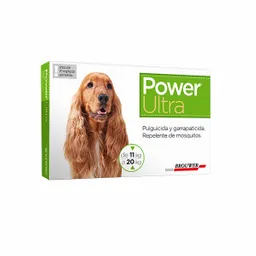 Power
Ultra
Pulguicida y garrapaticida.
Repelente de mosquitos.
de 11 kg
a 20 kg
BROUWER